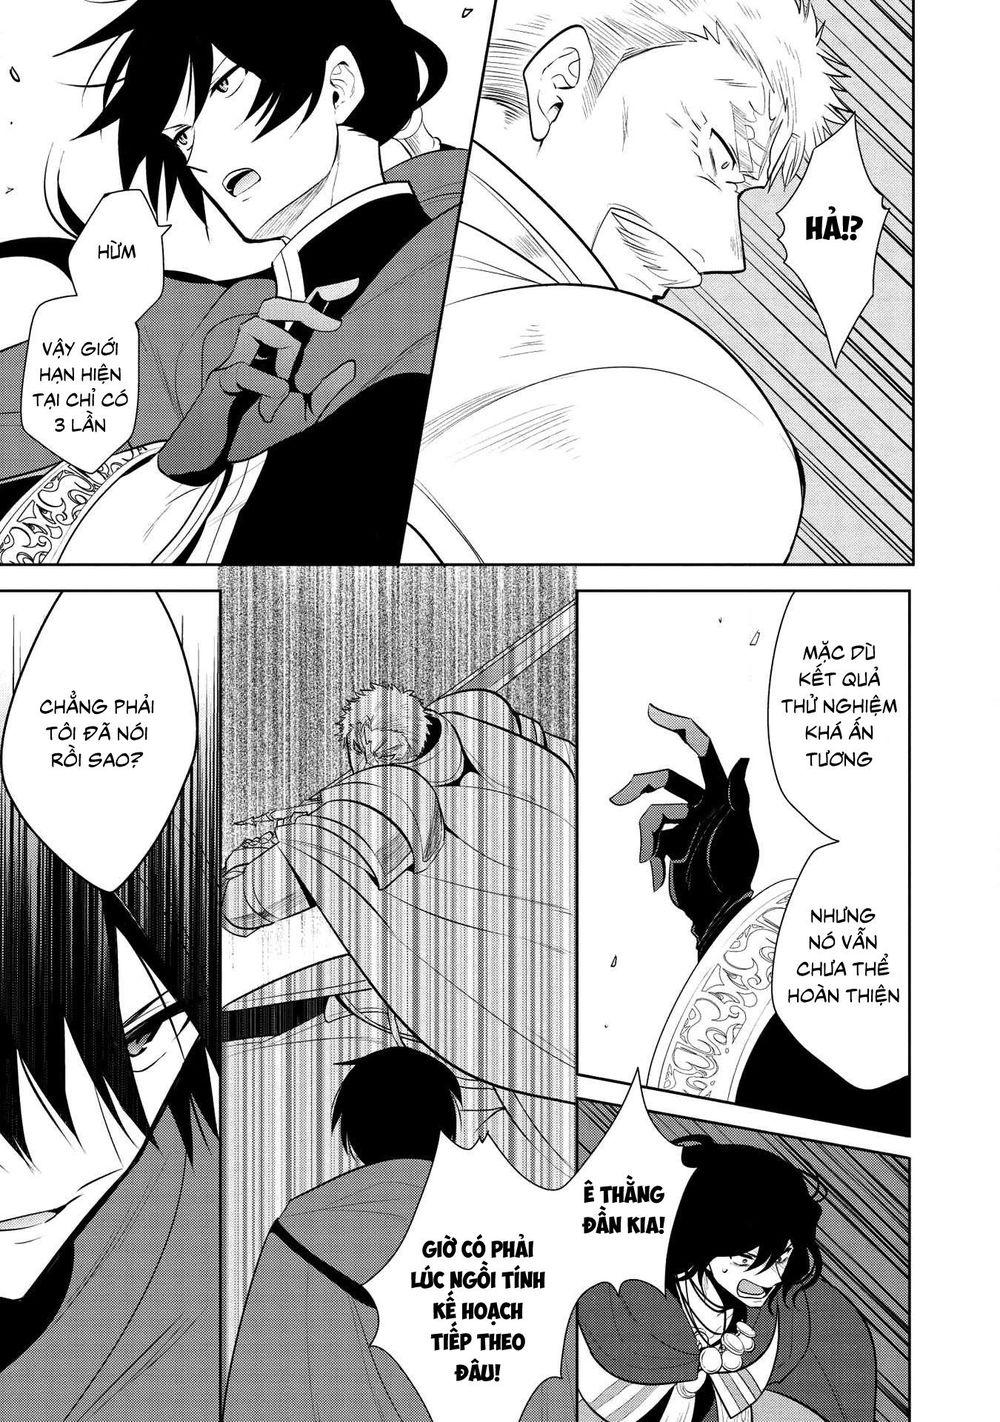 HẢ!?
HỪM
VẬY GIỚI
HẠN HIỆN
TẠI CHỈ CÓ
3 LẦN
MẶC DÙ
KẾT QUẢ
THỬ NGHIỆM
KHÁ ẤN
TƯƠNG
NHƯNG
NÓ VẪN
CHƯA THỂ
HOÀN THIỆN
CHẲNG PHẢI
TÔI ĐÃ NÓI
RỒI SAO?
Ê THẰNG
ĐẦN KIA!
GIỜ CÓ PHẢI
LÚC NGỒI TÍNH
KẾ HOẠCH
TIẾP THEO
ĐÂU!